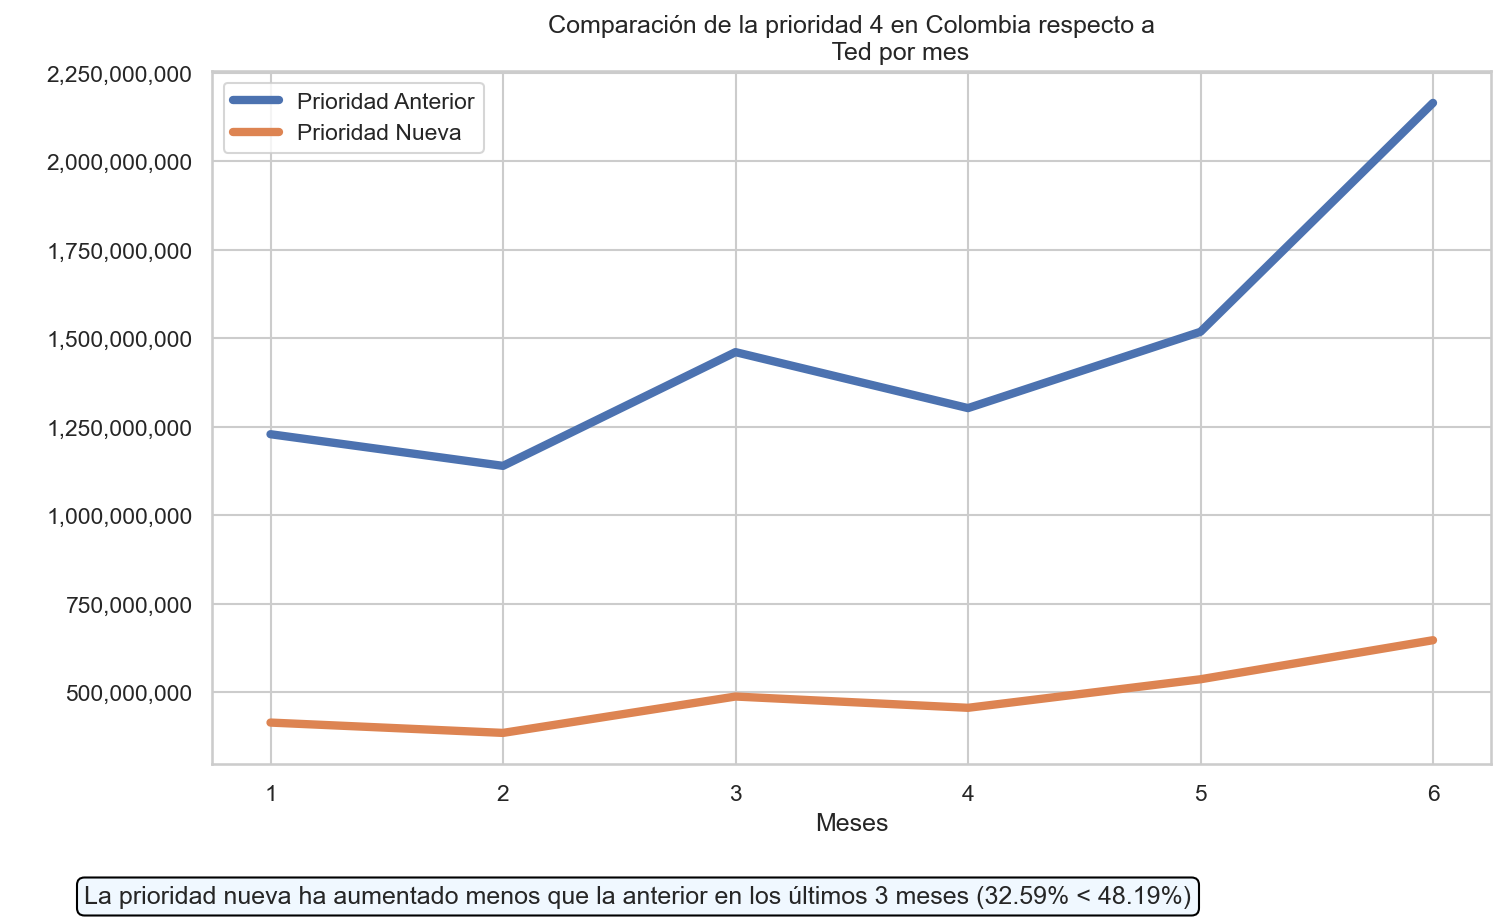 Comparación de la prioridad 4 en Colombia respecto a
Ted por mes
2,250,000,000
2,000,000,000
1,750,000,000
1,500,000,000
1,250,000,000
1,000,000,000
750,000,000
500,000,000
Prioridad Anterior
Prioridad Nueva
1 2 3 4 5 6
Meses
La prioridad nueva ha aumentado menos que la anterior en los últimos 3 meses (32.59% < 48.19%)